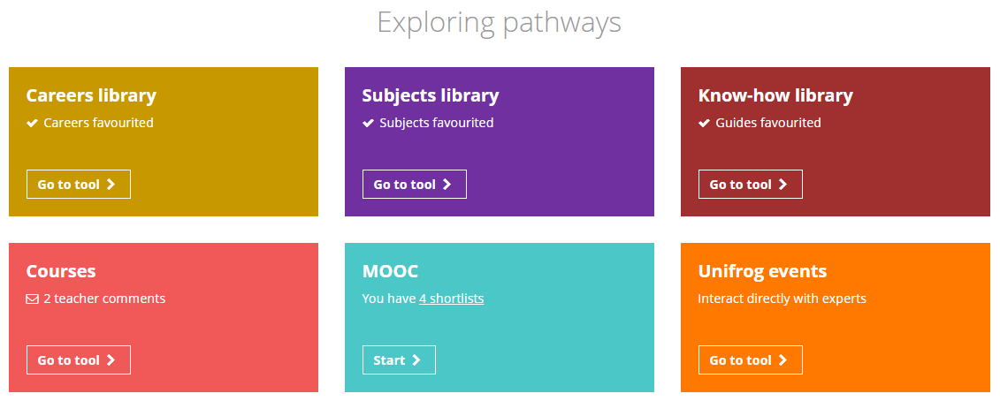 Exploring pathways
Careers library
Careers favourited
Go to tool
Subjects library
Subjects favourited
Go to tool
Know-how library
Guides favourited
Go to tool
Courses
2 teacher comments
Go to tool
MOOC
You have 4 shortlists
Start
Unifrog events
Interact directly with experts
Go to tool